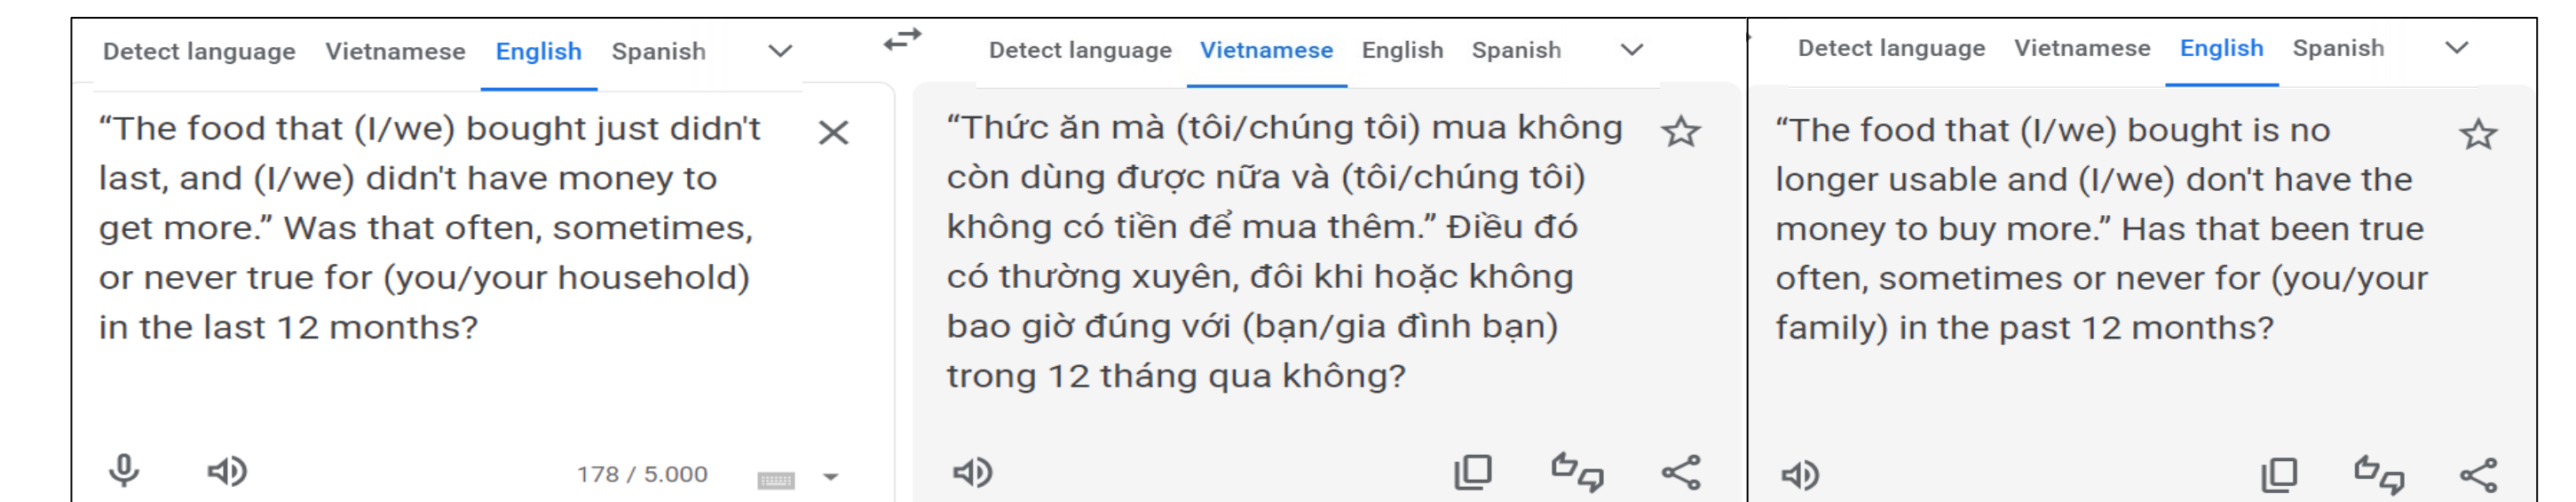 Detect language Vietnamese English Spanish
“The food that (I/we) bought just didn't
last, and (I/we) didn't have money to
get more.” Was that often, sometimes,
or never true for (you/your household)
in the last 12 months?
178 / 5.000
Detect language Vietnamese English Spanish
“Thức ăn mà (tôi/chúng tôi) mua không
còn dùng được nữa và (tôi/chúng tôi)
không có tiền để mua thêm.” Điều đó
có thường xuyên, đôi khi hoặc không
bao giờ đúng với (bạn/gia đình bạn)
trong 12 tháng qua không?
Detect language Vietnamese English Spanish
“The food that (I/we) bought is no
longer usable and (I/we) don't have the
money to buy more.” Has that been true
often, sometimes or never for (you/your
family) in the past 12 months?